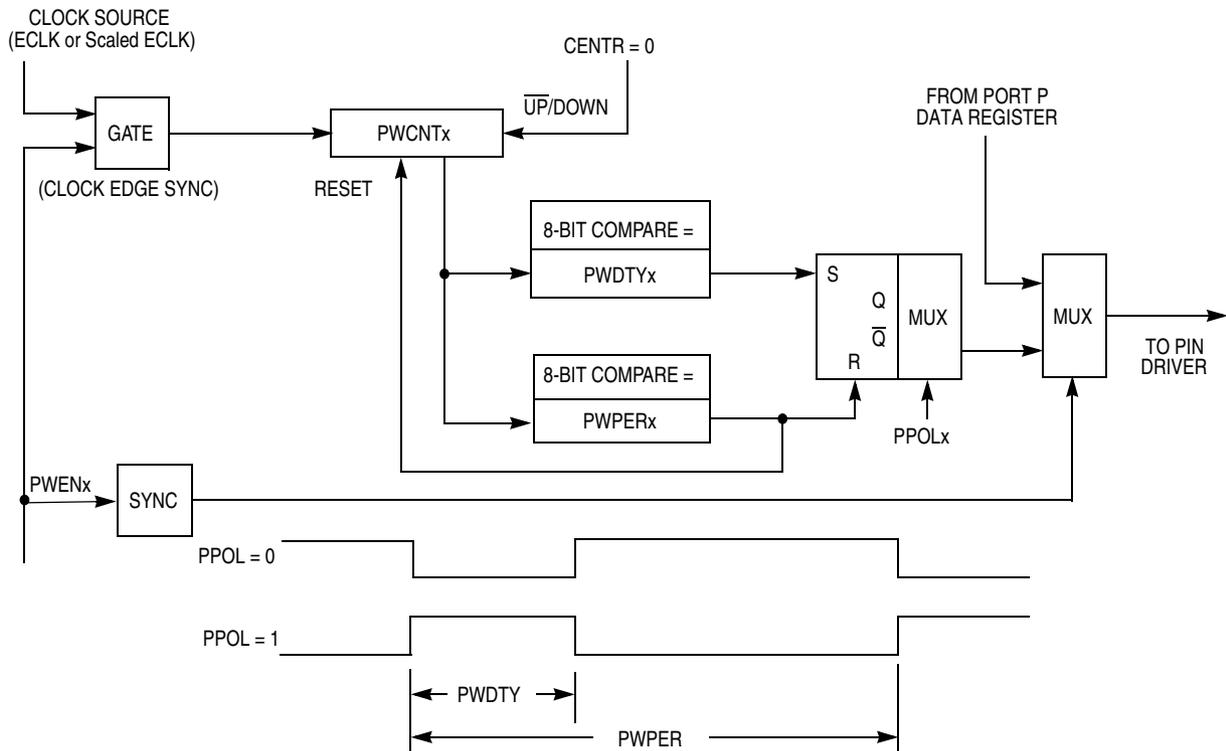 CLOCK SOURCE
(ECLK or Scaled ECLK)
CENTR = 0
U̅P̅/DOWN
FROM PORT P
DATA REGISTER
GATE
PWCNTx
(CLOCK EDGE SYNC)
RESET
8-BIT COMPARE =
PWDTYx
S
Q
Q̅
R
MUX
MUX
TO PIN
DRIVER
8-BIT COMPARE =
PWPERx
PPOLx
PWENx
SYNC
PPOL = 0
PPOL = 1
PWDTY
PWPER